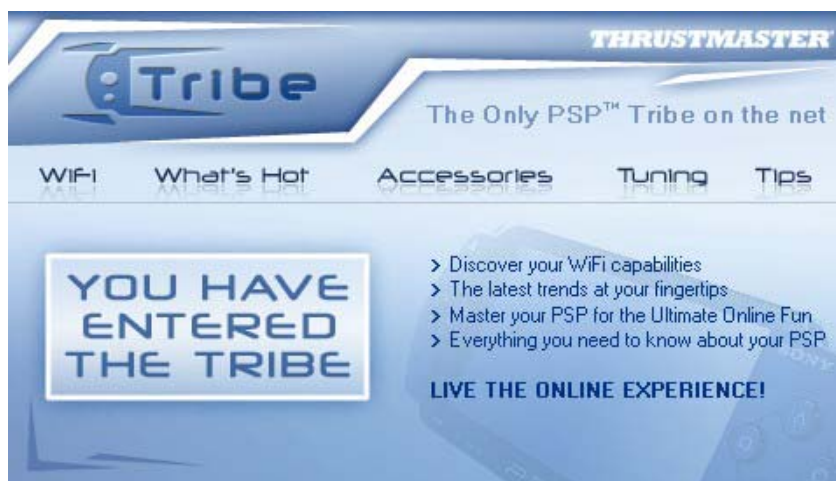 THRUSTMASTER
Tribe
The Only PSP™ Tribe on the net
WiFi What's Hot Accessories Tuning Tips
YOU HAVE
ENTERED
THE TRIBE
> Discover your WiFi capabilities
> The latest trends at your fingertips
> Master your PSP for the Ultimate Online Fun
> Everything you need to know about your PSP
SONY
LIVE THE ONLINE EXPERIENCE!